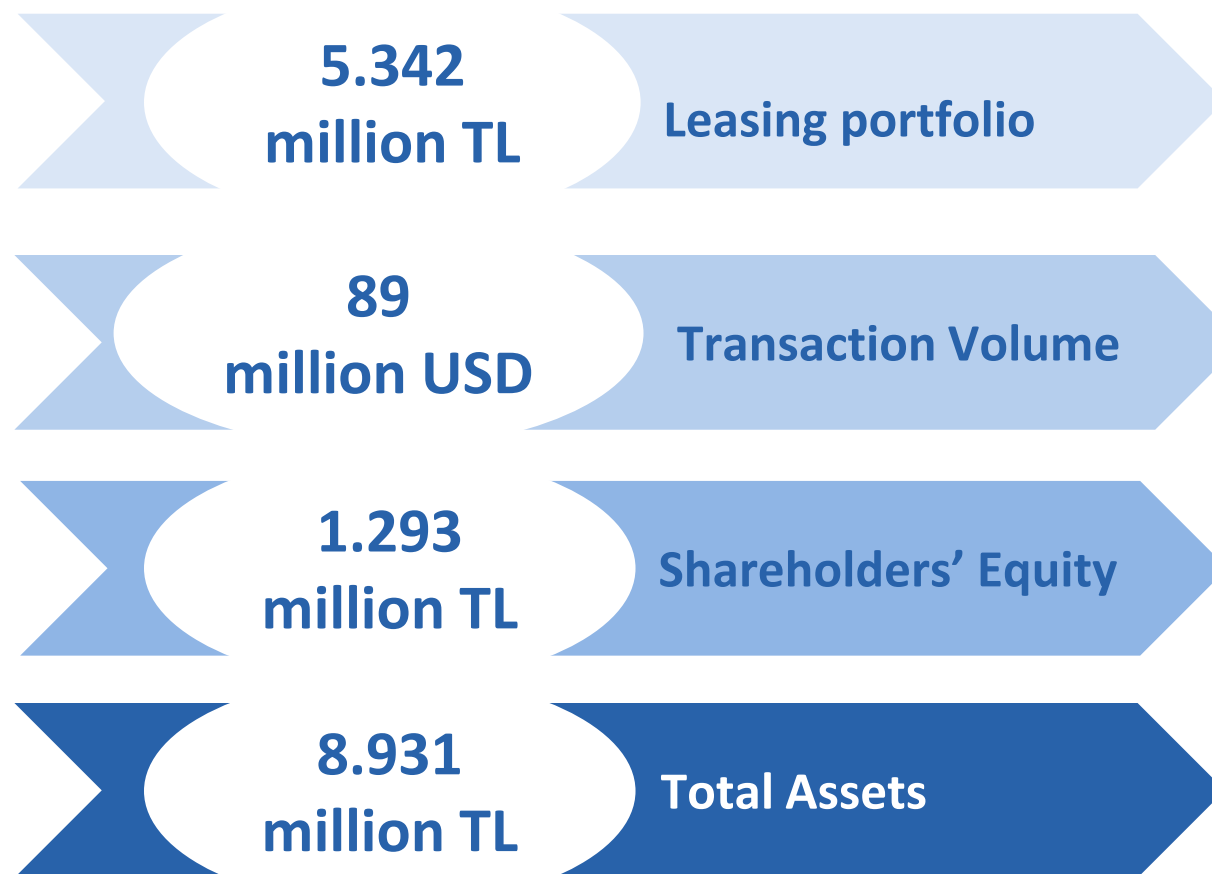 5.342
million TL
Leasing portfolio
89
million USD
Transaction Volume
1.293
million TL
Shareholders’ Equity
8.931
million TL
Total Assets